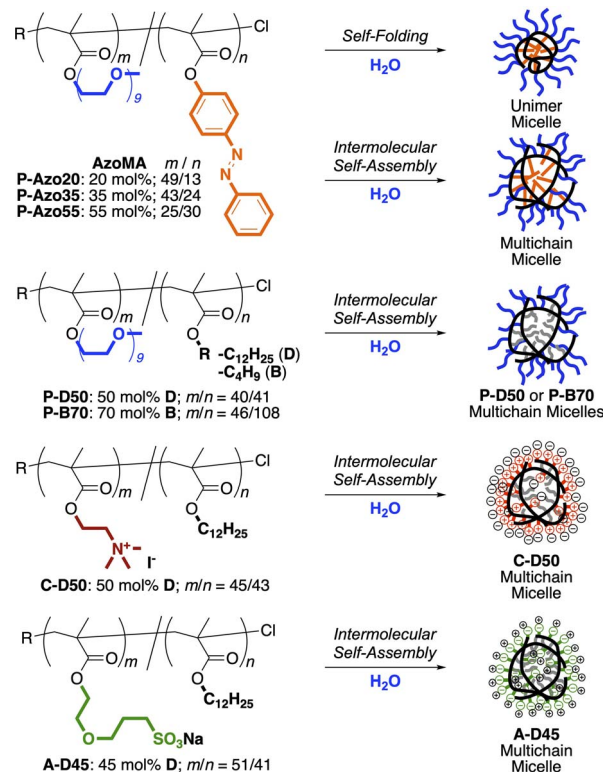 R
m
n
Cl
O
O
O
O
O
9
N
N
AzoMA m / n
P-Azo20: 20 mol%; 49/13
P-Azo35: 35 mol%; 43/24
P-Azo55: 55 mol%; 25/30
Self-Folding
H2O
Unimer
Micelle
Intermolecular
Self-Assembly
H2O
Multichain
Micelle
R
m
n
Cl
O
O
O
O
O
9
R -C12H25 (D)
-C4H9 (B)
P-D50: 50 mol% D; m/n = 40/41
P-B70: 70 mol% B; m/n = 46/108
Intermolecular
Self-Assembly
H2O
P-D50 or P-B70
Multichain Micelles
R
m
n
Cl
O
O
O
O
C12H25
N+
I-
C-D50: 50 mol% D; m/n = 45/43
Intermolecular
Self-Assembly
H2O
C-D50
Multichain
Micelle
R
m
n
Cl
O
O
O
O
C12H25
O
SO3Na
A-D45: 45 mol% D; m/n = 51/41
Intermolecular
Self-Assembly
H2O
A-D45
Multichain
Micelle